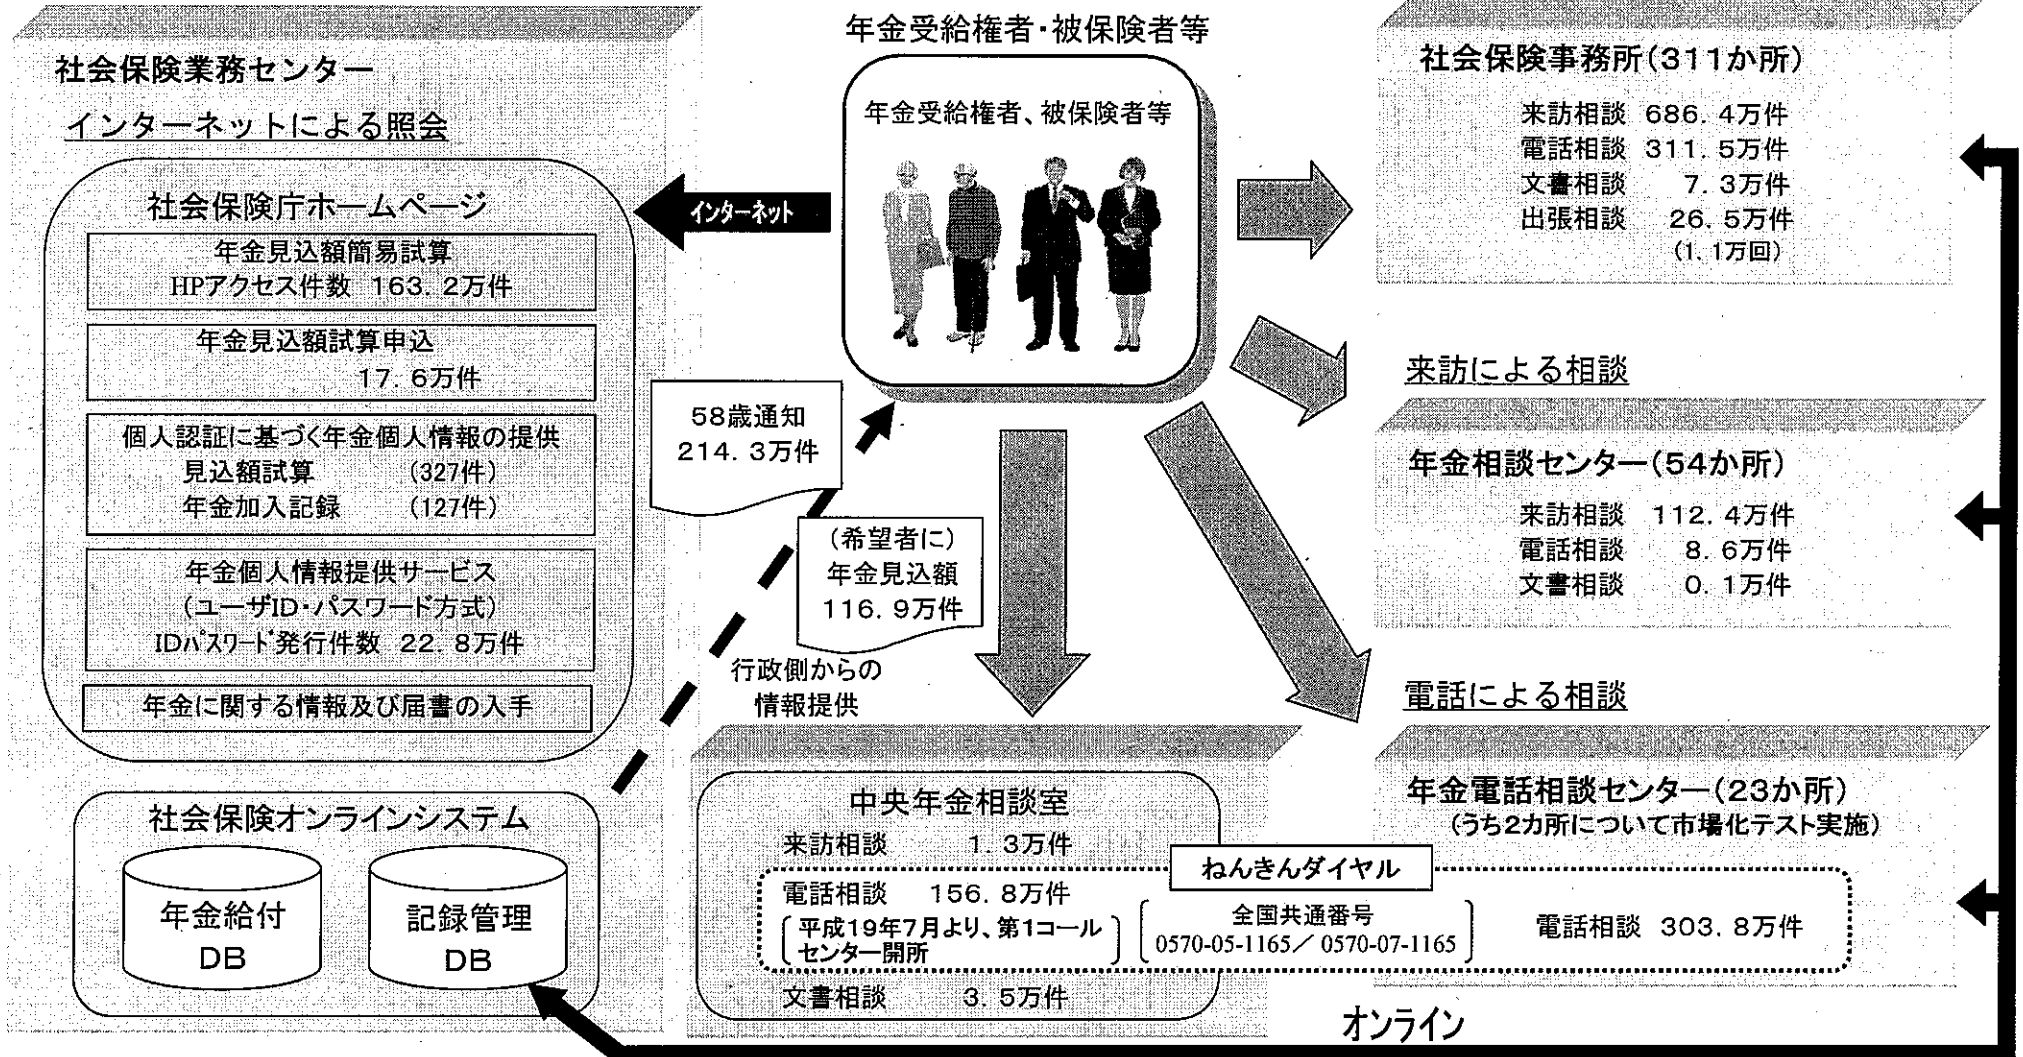 年金受給権者・被保険者等
年金受給権者、被保険者等
社会保険業務センター
インターネットによる照会
社会保険庁ホームページ
年金見込額簡易試算
HPアクセス件数 163.2万件
年金見込額試算申込
17.6万件
個人認証に基づく年金個人情報の提供
見込額試算 (327件)
年金加入記録 (127件)
年金個人情報提供サービス
(ユーザID・パスワード方式)
IDパスワード発行件数 22.8万件
年金に関する情報及び届書の入手
社会保険オンラインシステム
年金給付
DB
記録管理
DB
インターネット
58歳通知
214.3万件
(希望者に)
年金見込額
116.9万件
行政側からの
情報提供
社会保険事務所(311か所)
来訪相談 686.4万件
電話相談 311.5万件
文書相談 7.3万件
出張相談 26.5万件
(1.1万回)
来訪による相談
年金相談センター(54か所)
来訪相談 112.4万件
電話相談 8.6万件
文書相談 0.1万件
電話による相談
年金電話相談センター(23か所)
(うち2カ所について市場化テスト実施)
中央年金相談室
来訪相談 1.3万件
ねんきんダイヤル
電話相談 156.8万件
平成19年7月より、第1コール
センター開所
全国共通番号
0570-05-1165/ 0570-07-1165
電話相談 303.8万件
文書相談 3.5万件
オンライン